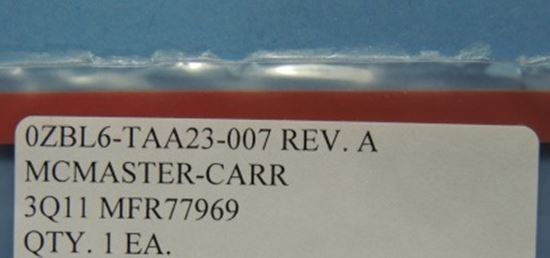 0ZBL6-TAA23-007 REV. A
MCMASTER-CARR
3Q11 MFR77969
QTY. 1 EA.